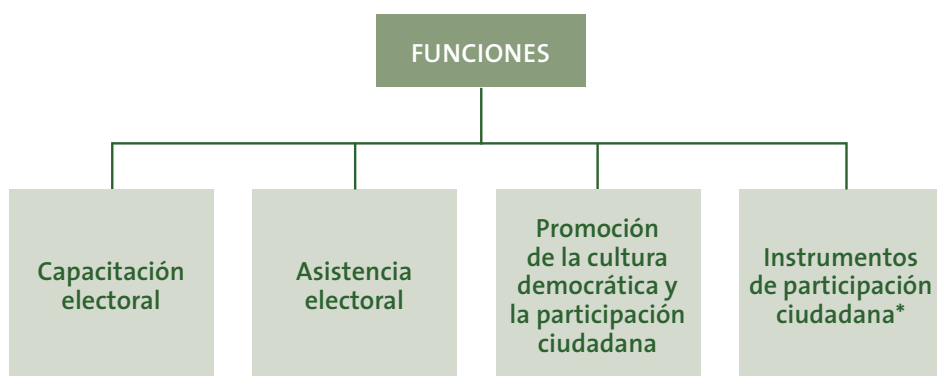 FUNCIONES
Capacitación
electoral
Asistencia
electoral
Promoción
de la cultura
democrática y
la participación
ciudadana
Instrumentos
de participación
ciudadana*